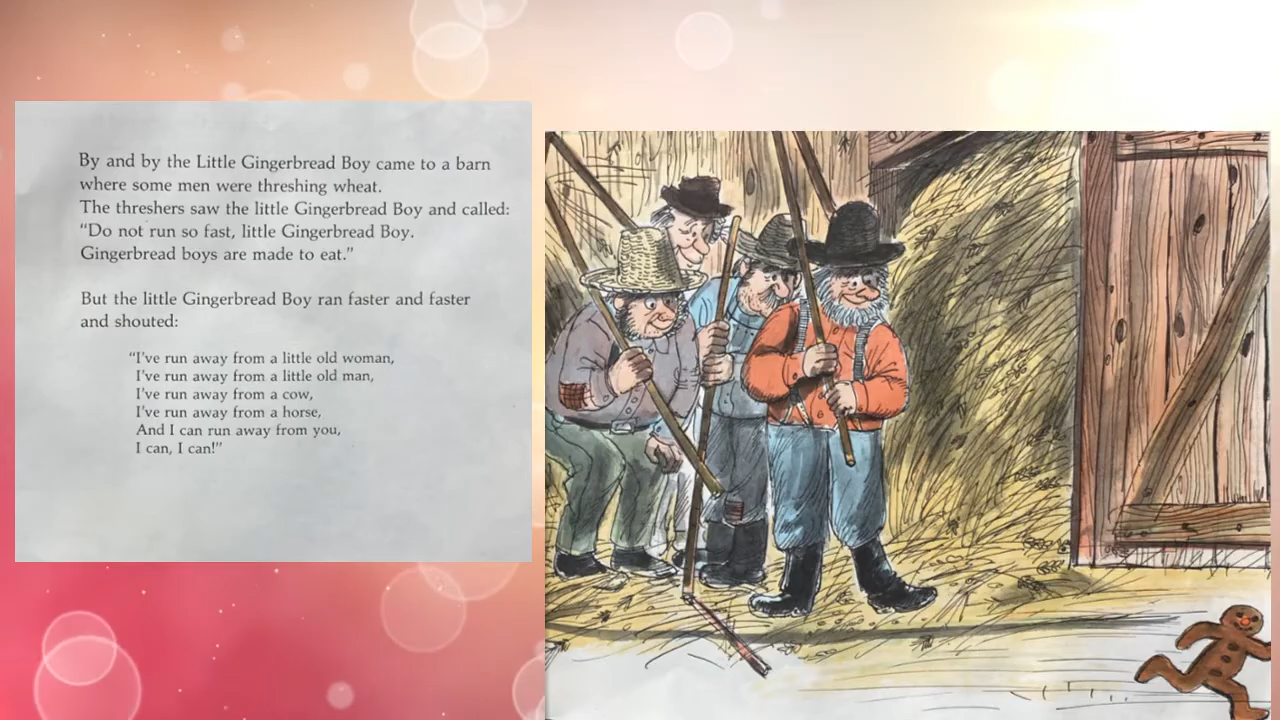 By and by the Little Gingerbread Boy came to a barn
where some men were threshing wheat.
The threshers saw the little Gingerbread Boy and called:
“Do not run so fast, little Gingerbread Boy.
Gingerbread boys are made to eat.”
But the little Gingerbread Boy ran faster and faster
and shouted:
“I've run away from a little old woman,
I've run away from a little old man,
I've run away from a cow,
I've run away from a horse,
And I can run away from you,
I can, I can!”